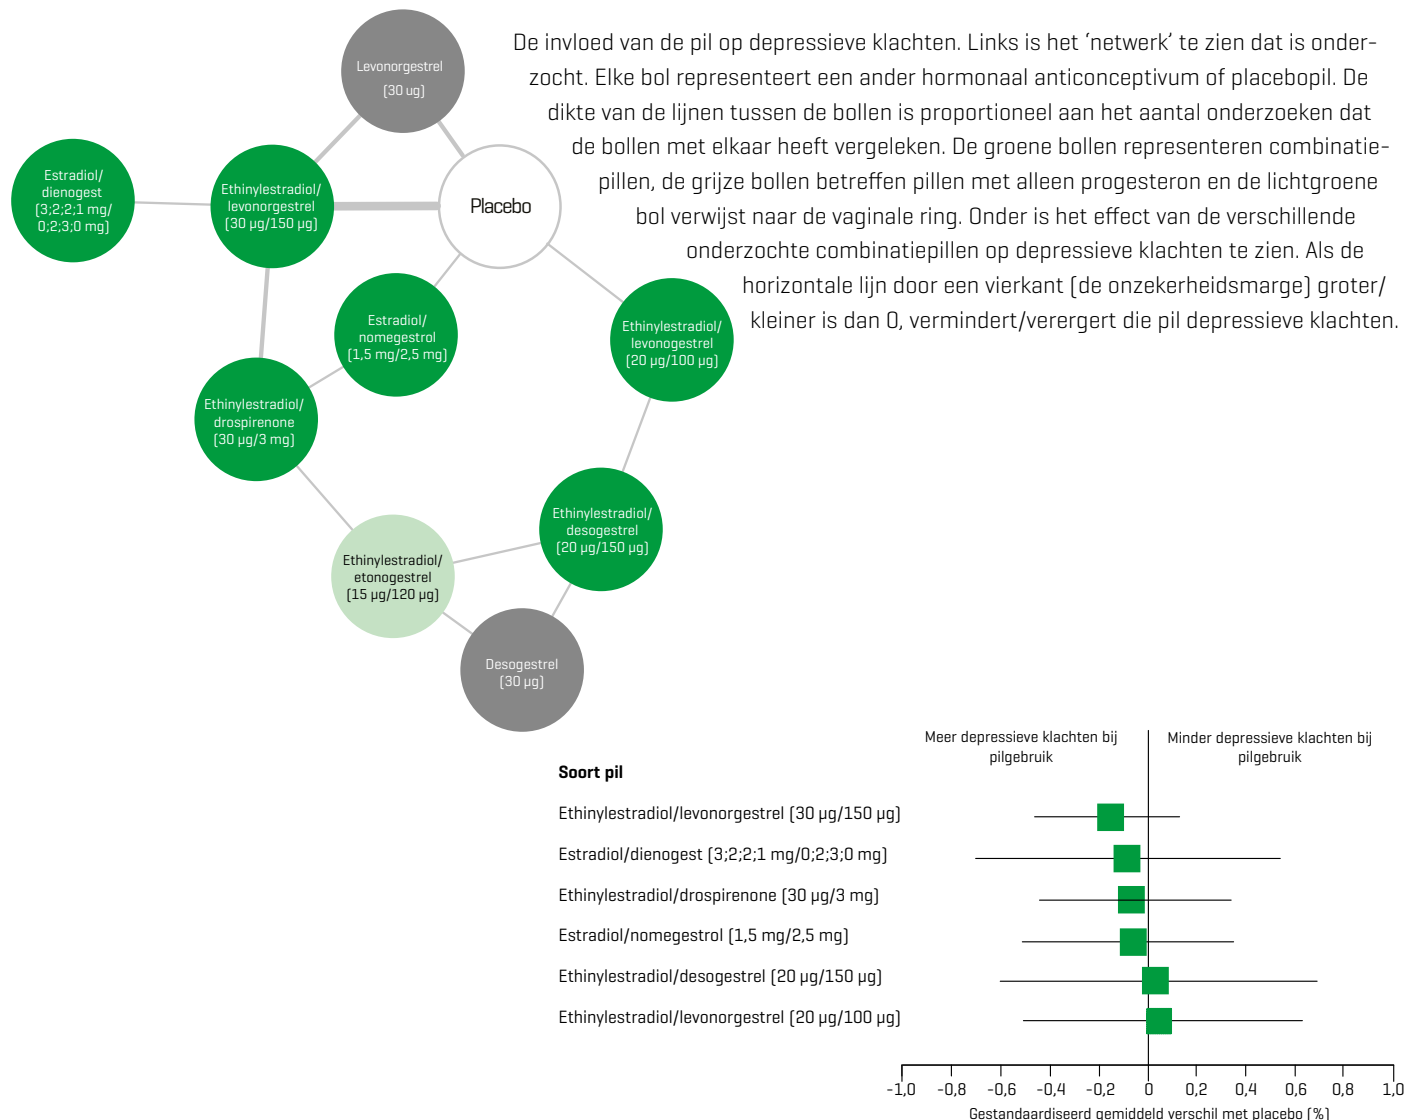 De invloed van de pil op depressieve klachten. Links is het ‘netwerk’ te zien dat is onder-
zocht. Elke bol representeert een ander hormonaal anticonceptivum of placebopil. De
dikte van de lijnen tussen de bollen is proportioneel aan het aantal onderzoeken dat
de bollen met elkaar heeft vergeleken. De groene bollen representeren combinatie-
pillen, de grijze bollen betreffen pillen met alleen progesteron en de lichtgroene
bol verwijst naar de vaginale ring. Onder is het effect van de verschillende
onderzochte combinatiepillen op depressieve klachten te zien. Als de
horizontale lijn door een vierkant (de onzekerheidsmarge) groter/
kleiner is dan 0, vermindert/verergert die pil depressieve klachten.
Levonorgestrel
(30 ug)
Estradiol/
dienogest
(3;2;2;1 mg/
0;2;3;0 mg)
Ethinylestradiol/
levonorgestrel
(30 µg/150 µg)
Placebo
Estradiol/
nomegestrol
(1,5 mg/2,5 mg)
Ethinylestradiol/
levonogestrel
(20 µg/100 µg)
Ethinylestradiol/
drospirenone
(30 µg/3 mg)
Ethinylestradiol/
desogestrel
(20 µg/150 µg)
Ethinylestradiol/
etonogestrel
(15 µg/120 µg)
Desogestrel
(30 µg)
Meer depressieve klachten bij
pilgebruik
Minder depressieve klachten bij
pilgebruik
Soort pil
Ethinylestradiol/levonorgestrel (30 µg/150 µg)
Estradiol/dienogest (3;2;2;1 mg/0;2;3;0 mg)
Ethinylestradiol/drospirenone (30 µg/3 mg)
Estradiol/nomegestrol (1,5 mg/2,5 mg)
Ethinylestradiol/desogestrel (20 µg/150 µg)
Ethinylestradiol/levonorgestrel (20 µg/100 µg)
-1,0 -0,8 -0,6 -0,4 -0,2 0 0,2 0,4 0,6 0,8 1,0
Gestandaardiseerd gemiddeld verschil met placebo (%)